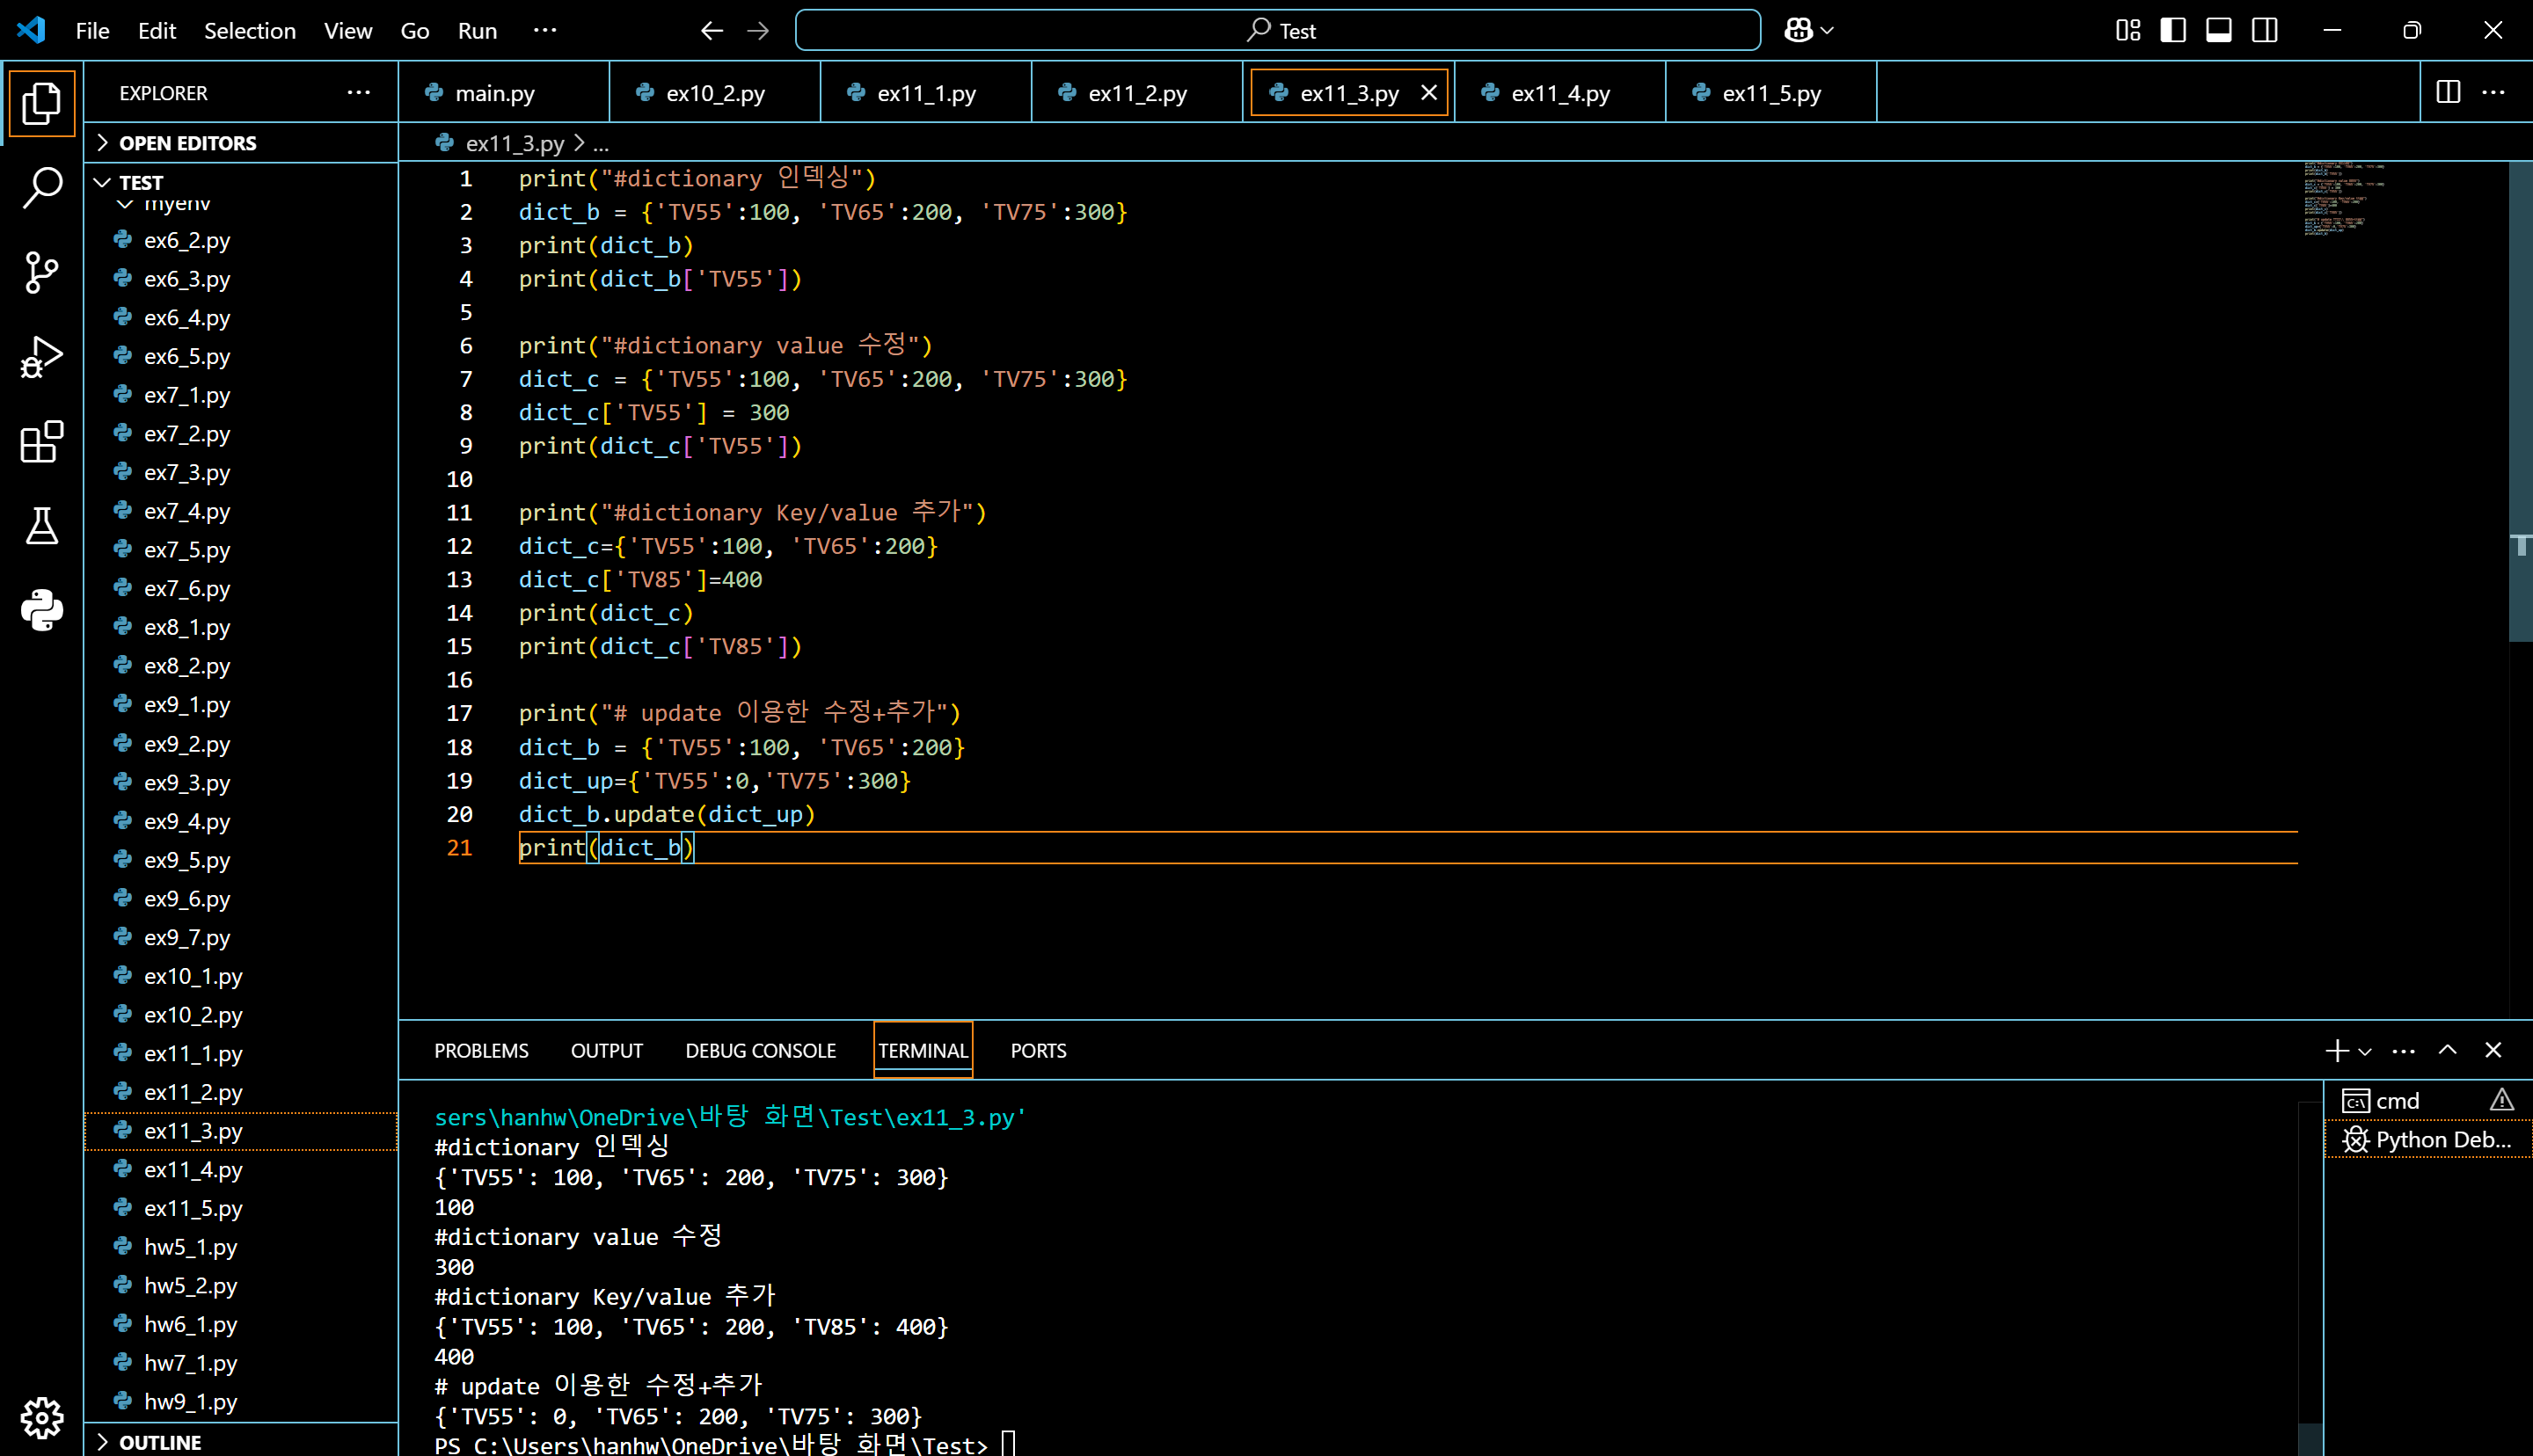 File Edit Selection View Go Run ···
Test
EXPLORER ···
OPEN EDITORS
TEST
myenv
ex6_2.py
ex6_3.py
ex6_4.py
ex6_5.py
ex7_1.py
ex7_2.py
ex7_3.py
ex7_4.py
ex7_5.py
ex7_6.py
ex8_1.py
ex8_2.py
ex9_1.py
ex9_2.py
ex9_3.py
ex9_4.py
ex9_5.py
ex9_6.py
ex9_7.py
ex10_1.py
ex10_2.py
ex11_1.py
ex11_2.py
ex11_3.py
ex11_4.py
ex11_5.py
hw5_1.py
hw5_2.py
hw6_1.py
hw7_1.py
hw9_1.py
OUTLINE
main.py ex10_2.py ex11_1.py ex11_2.py ex11_3.py ex11_4.py ex11_5.py
ex11_3.py > ...
1 print("#dictionary 인덱싱")
2 dict_b = {'TV55':100, 'TV65':200, 'TV75':300}
3 print(dict_b)
4 print(dict_b['TV55'])
5
6 print("#dictionary value 수정")
7 dict_c = {'TV55':100, 'TV65':200, 'TV75':300}
8 dict_c['TV55'] = 300
9 print(dict_c['TV55'])
10
11 print("#dictionary Key/value 추가")
12 dict_c={'TV55':100, 'TV65':200}
13 dict_c['TV85']=400
14 print(dict_c)
15 print(dict_c['TV85'])
16
17 print("# update 이용한 수정+추가")
18 dict_b = {'TV55':100, 'TV65':200}
19 dict_up={'TV55':0,'TV75':300}
20 dict_b.update(dict_up)
21 print(dict_b)
PROBLEMS OUTPUT DEBUG CONSOLE TERMINAL PORTS
sers\hanhw\OneDrive\바탕 화면\Test\ex11_3.py'
#dictionary 인덱싱
{'TV55': 100, 'TV65': 200, 'TV75': 300}
100
#dictionary value 수정
300
#dictionary Key/value 추가
{'TV55': 100, 'TV65': 200, 'TV85': 400}
400
# update 이용한 수정+추가
{'TV55': 0, 'TV65': 200, 'TV75': 300}
PS C:\Users\hanhw\OneDrive\바탕 화면\Test>
cmd
Python Deb...